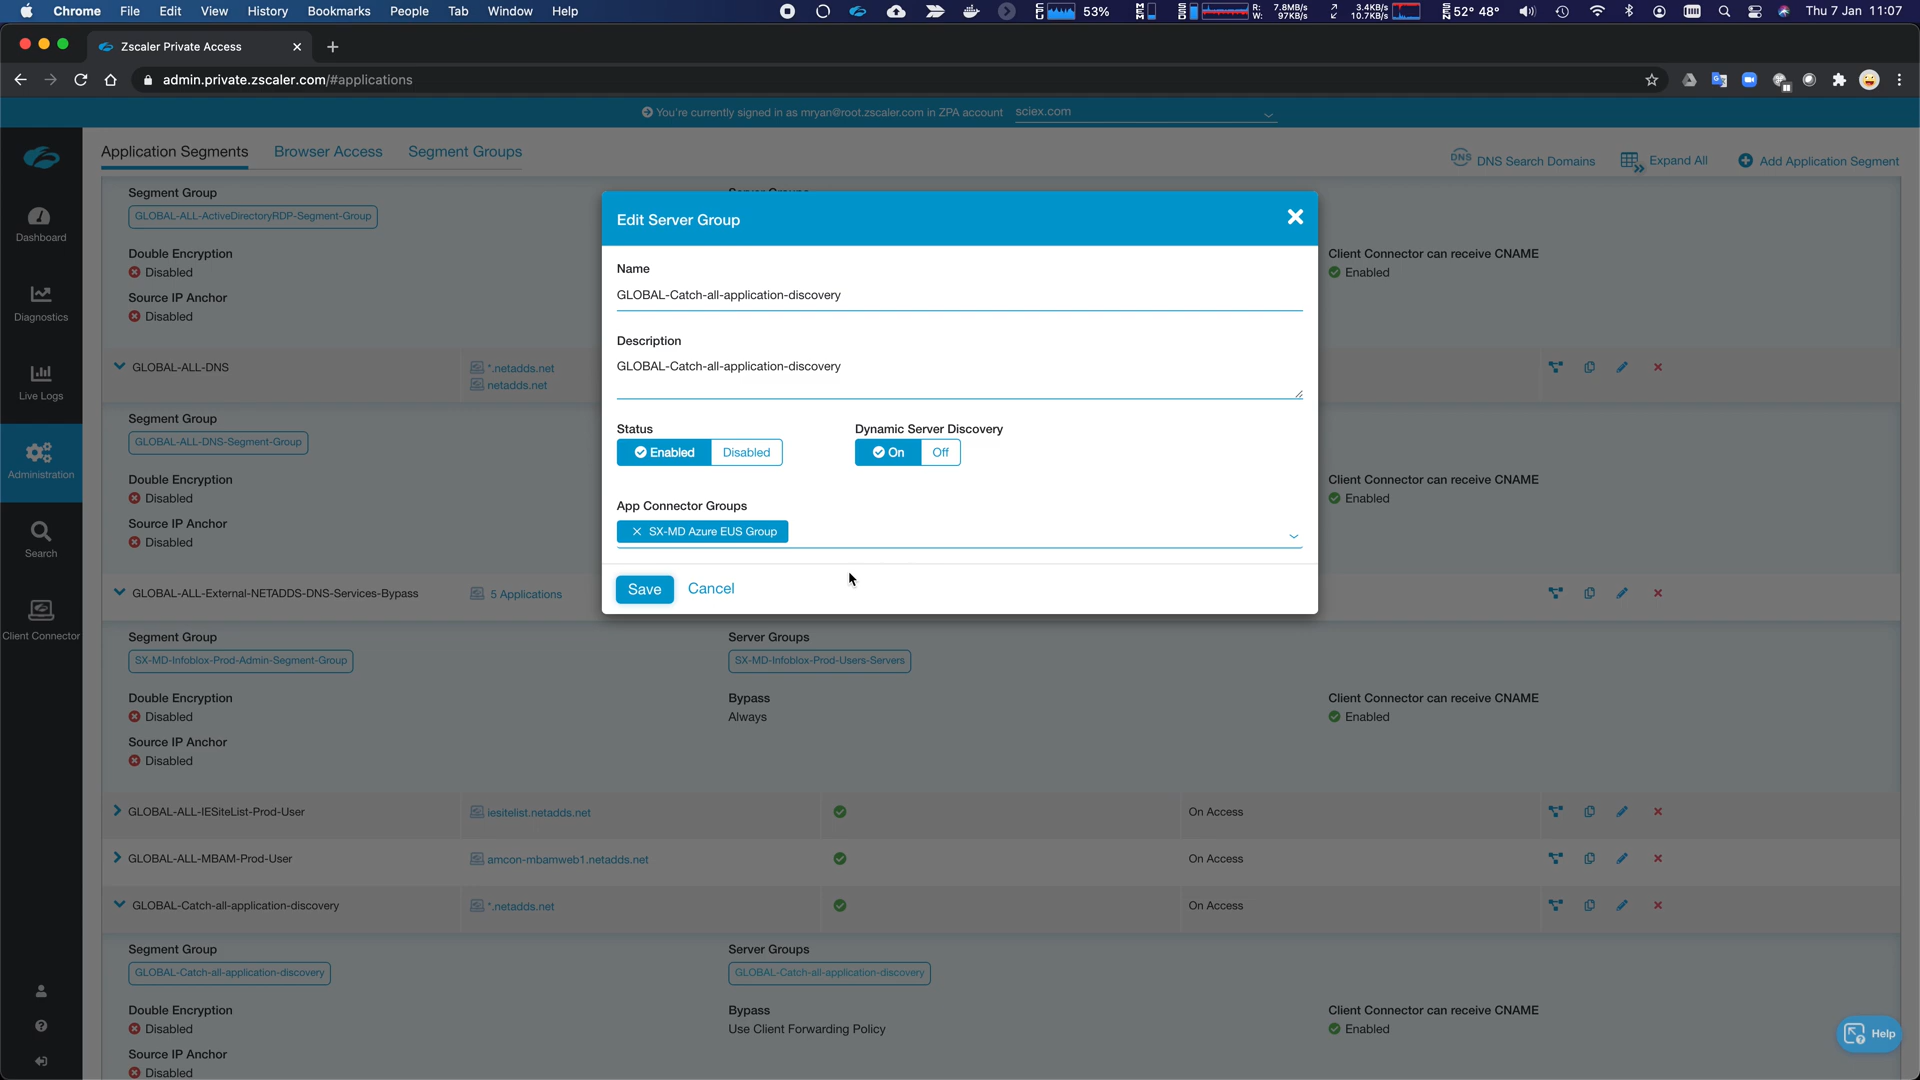 Chrome File Edit View History Bookmarks People Tab Window Help 53% R: 7.8MB/s W: 97KB/s 3.4KB/s 10.7KB/s 52° 48° Thu 7 Jan 11:07
Zscaler Private Access
admin.private.zscaler.com/#applications
You're currently signed in as mryan@root.zscaler.com in ZPA account sciex.com
Application Segments Browser Access Segment Groups
DNS DNS Search Domains Expand All Add Application Segment
Dashboard
Diagnostics
Live Logs
Administration
Search
Client Connector
Segment Group
GLOBAL-ALL-ActiveDirectoryRDP-Segment-Group
Double Encryption
Disabled
Client Connector can receive CNAME
Enabled
Source IP Anchor
Disabled
GLOBAL-ALL-DNS
*.netadds.net
netadds.net
Segment Group
GLOBAL-ALL-DNS-Segment-Group
Double Encryption
Disabled
Client Connector can receive CNAME
Enabled
Source IP Anchor
Disabled
Edit Server Group
Name
GLOBAL-Catch-all-application-discovery
Description
GLOBAL-Catch-all-application-discovery
Status Dynamic Server Discovery
Enabled Disabled On Off
App Connector Groups
SX-MD Azure EUS Group
Save Cancel
GLOBAL-ALL-External-NETADDS-DNS-Services-Bypass 5 Applications
Segment Group Server Groups
SX-MD-Infoblox-Prod-Admin-Segment-Group SX-MD-Infoblox-Prod-Users-Servers
Double Encryption Bypass Client Connector can receive CNAME
Disabled Always Enabled
Source IP Anchor
Disabled
GLOBAL-ALL-IESiteList-Prod-User iesitelist.netadds.net On Access
GLOBAL-ALL-MBAM-Prod-User amcon-mbamweb1.netadds.net On Access
GLOBAL-Catch-all-application-discovery *.netadds.net On Access
Segment Group Server Groups
GLOBAL-Catch-all-application-discovery GLOBAL-Catch-all-application-discovery
Double Encryption Bypass Client Connector can receive CNAME
Disabled Use Client Forwarding Policy Enabled
Source IP Anchor
Disabled
Help